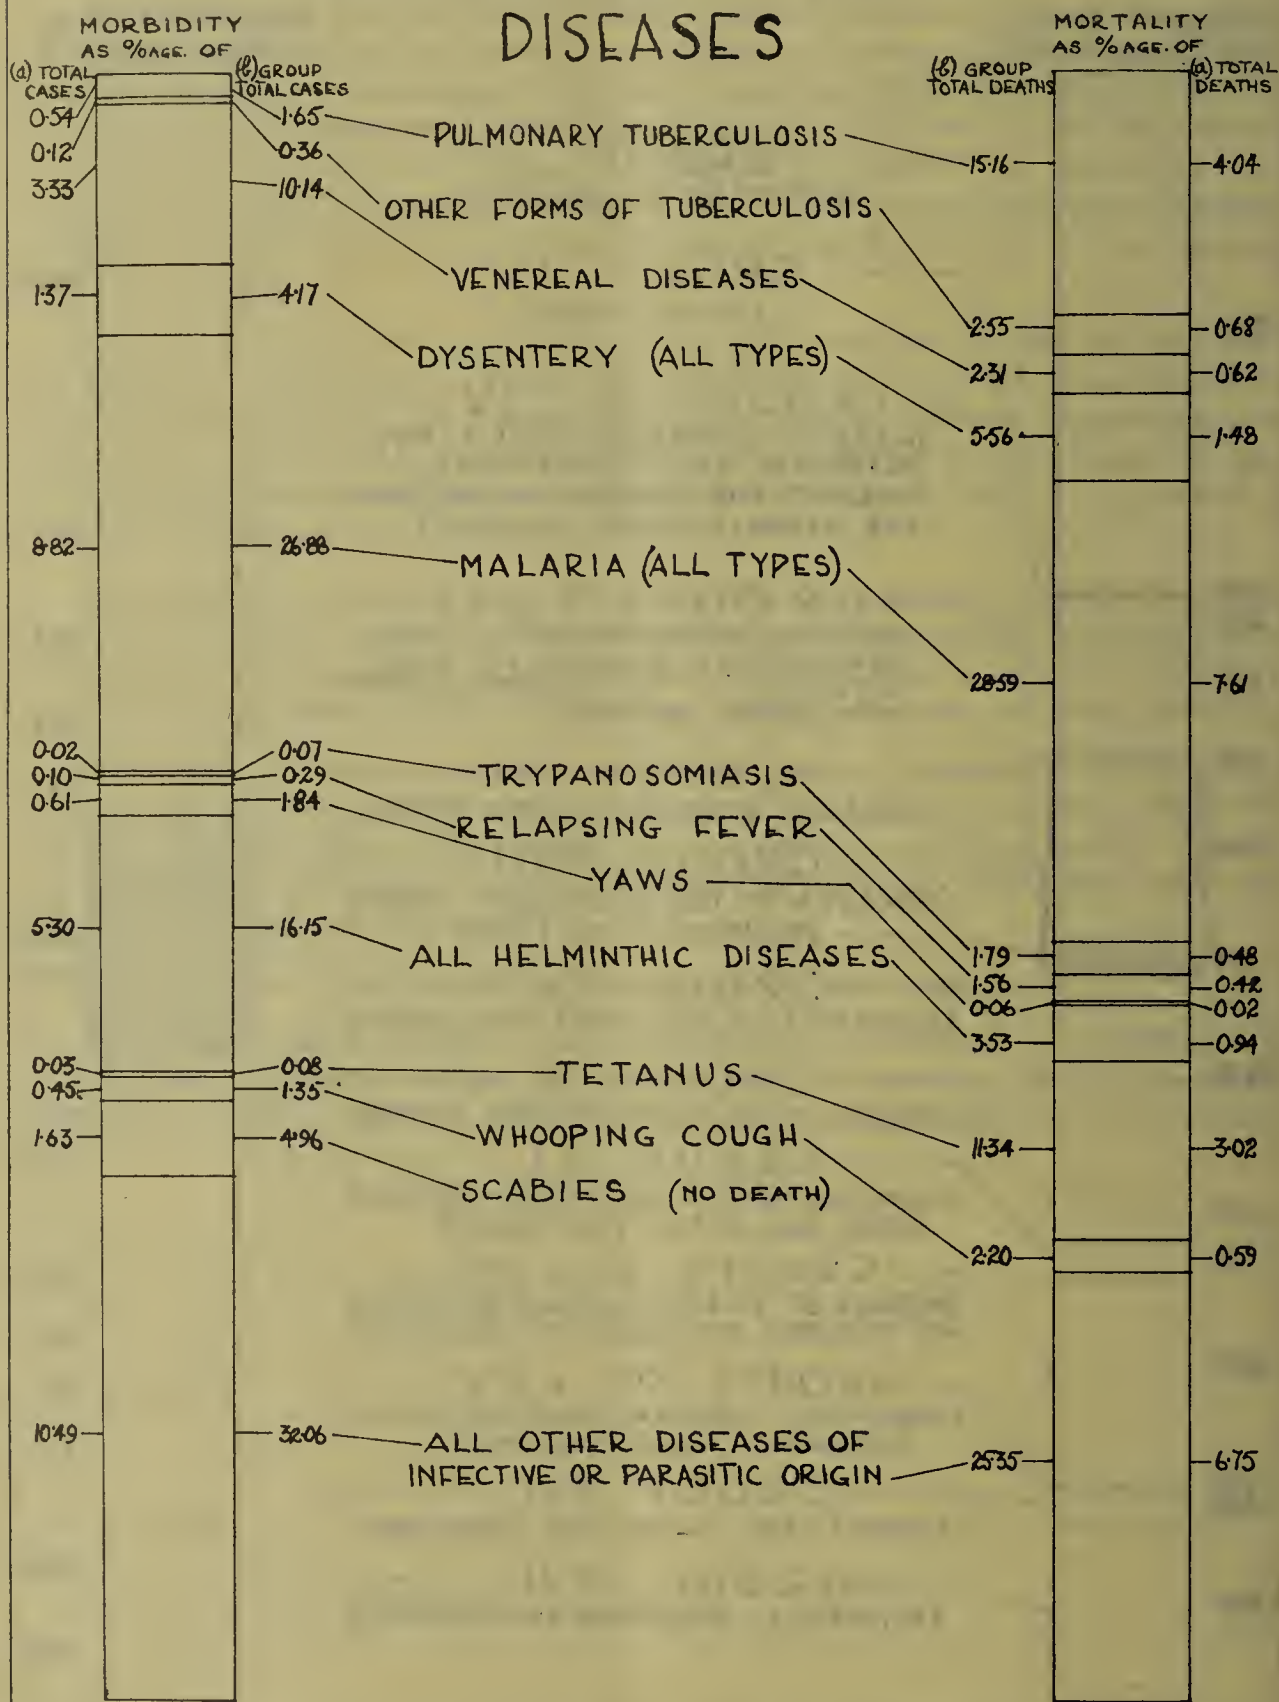 DISEASES
MORBIDITY
AS %AGE. OF
(a) TOTAL CASES
(b) GROUP TOTAL CASES
MORTALITY
AS %AGE. OF
(b) GROUP TOTAL DEATHS
(a) TOTAL DEATHS
0·54 1·65 PULMONARY TUBERCULOSIS 15·16 4·04
0·12 0·36 OTHER FORMS OF TUBERCULOSIS 2·55 0·68
3·33 10·14 VENEREAL DISEASES 2·31 0·62
1·37 4·17 DYSENTERY (ALL TYPES) 5·56 1·48
8·82 26·88 MALARIA (ALL TYPES) 28·59 7·61
0·02 0·07 TRYPANOSOMIASIS 1·79 0·48
0·10 0·29 RELAPSING FEVER 1·56 0·42
0·61 1·84 YAWS 0·06 0·02
5·30 16·15 ALL HELMINTHIC DISEASES 3·53 0·94
0·03 0·08 TETANUS 11·34 3·02
0·45 1·35 WHOOPING COUGH 2·20 0·59
1·63 4·96 SCABIES (NO DEATH)
10·49 32·06 ALL OTHER DISEASES OF
INFECTIVE OR PARASITIC ORIGIN 25·35 6·75